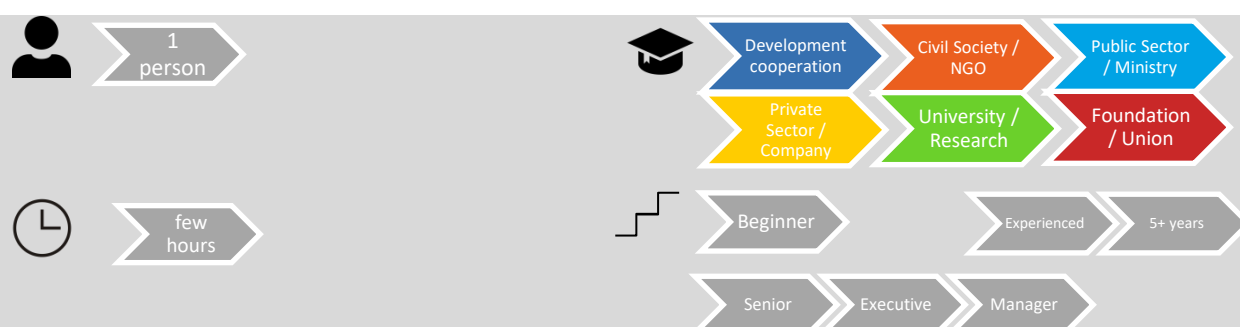 1
person
Development
cooperation
Civil Society /
NGO
Public Sector
/ Ministry
Private
Sector /
Company
University /
Research
Foundation
/ Union
few
hours
Beginner
Experienced
5+ years
Senior
Executive
Manager